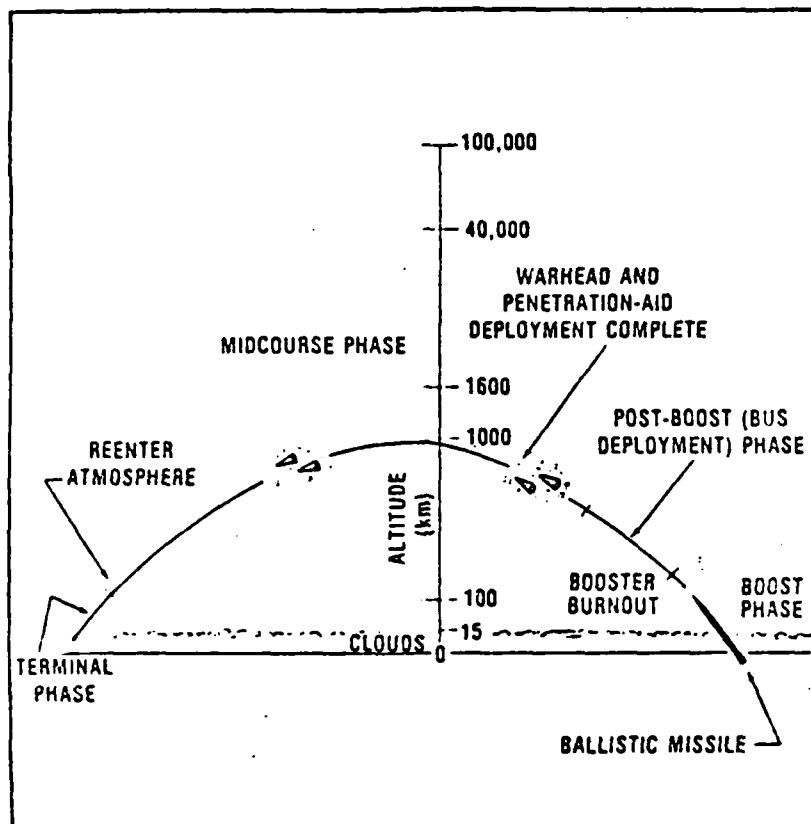 100,000
40,000
WARHEAD AND
PENETRATION-AID
DEPLOYMENT COMPLETE
MIDCOURSE PHASE
1600
POST-BOOST (BUS
DEPLOYMENT) PHASE
1000
REENTER
ATMOSPHERE
ALTITUDE
(km)
BOOSTER
BURNOUT
BOOST
PHASE
100
15
CLOUDS
0
TERMINAL
PHASE
BALLISTIC MISSILE